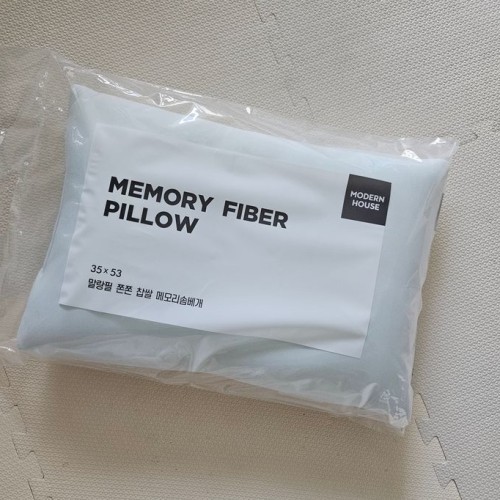 MODERN
HOUSE
MEMORY FIBER
PILLOW
35 x 53
말랑필 쫀쫀 찹쌀 메모리솜베개